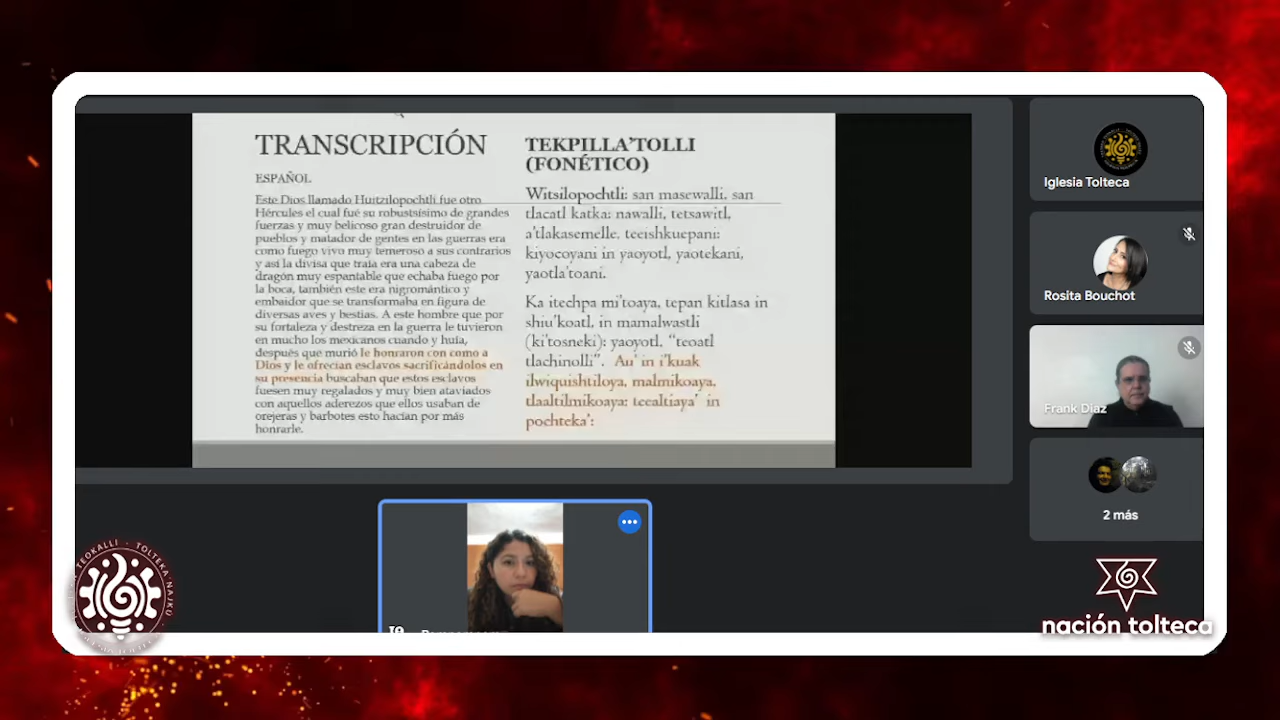 TRANSCRIPCIÓN
ESPAÑOL
Este Dios llamado Huitzilopochtli fue otro
Hércules el cual fué su robustsísimo de grandes
fuerzas y muy belicoso gran destruidor de
pueblos y matador de gentes en las guerras era
como fuego vivo muy temeroso a sus contrarios
y así la divisa que traía era una cabeza de
dragón muy espantable que echaba fuego por
la boca, también este era nigromántico y
embaidor que se transformaba en figura de
diversas aves y bestias. A este hombre que por
su fortaleza y destreza en la guerra le tuvieron
en mucho los mexicanos cuando y huía,
después que murió le honraron con como a
Dios y le ofrecían esclavos sacrificándolos en
su presencia buscaban que estos esclavos
fuesen muy regalados y muy bien ataviados
con aquellos aderezos que ellos usaban de
orejeras y barbotes esto hacían por más
honrarle.
TEKPILLA'TOLLI
(FONÉTICO)
Witsilopochtli: san masewalli, san
tlacatl katka: nawalli, tetsawitl,
a'tlakasemelle, teeishkuepani:
kiyocoyani in yaoyotl, yaotekani,
yaotla'toani.
Ka itechpa mi'toaya, tepan kitlasa in
shiu'koatl, in mamalwastli
(ki'tosneki): yaoyotl, "teoatl
tlachinolli". Au' in i'kuak
ilwiquishtiloya, malmikoaya,
tlaaltilmikoaya: tecaltiaya' in
pochteka':
Iglesia Tolteca
Rosita Bouchot
Frank Díaz
2 más
TEOKALLI · TOLTEKA NAJKU
nación tolteca